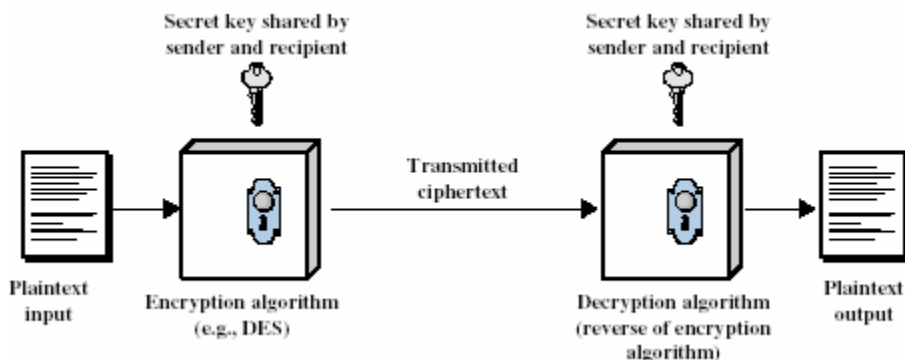 Secret key shared by
sender and recipient
Secret key shared by
sender and recipient
Transmitted
ciphertext
Plaintext
input
Encryption algorithm
(e.g., DES)
Decryption algorithm
(reverse of encryption
algorithm)
Plaintext
output